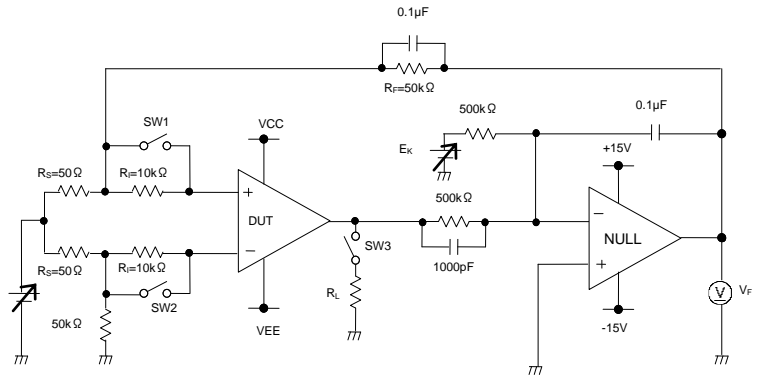 0.1μF
RF=50kΩ
500kΩ
0.1μF
SW1
VCC
EK
+15V
RS=50Ω
RI=10kΩ
500kΩ
+
DUT
−
−
NULL
+
RS=50Ω
RI=10kΩ
SW3
1000pF
SW2
RL
V
VF
50kΩ
VEE
-15V